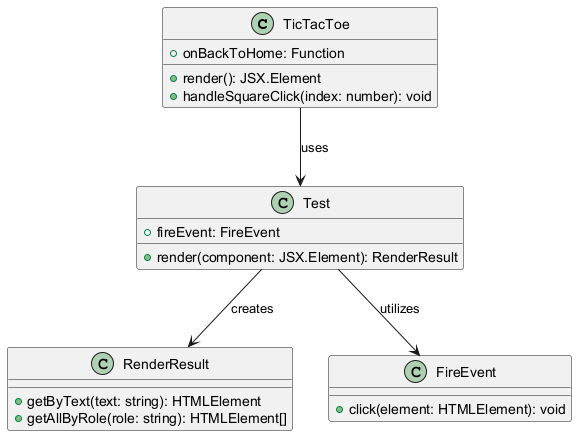 C TicTacToe
onBackToHome: Function
render(): JSX.Element
handleSquareClick(index: number): void
uses
C Test
fireEvent: FireEvent
render(component: JSX.Element): RenderResult
creates
utilizes
C RenderResult
getByText(text: string): HTMLElement
getAllByRole(role: string): HTMLElement[]
C FireEvent
click(element: HTMLElement): void